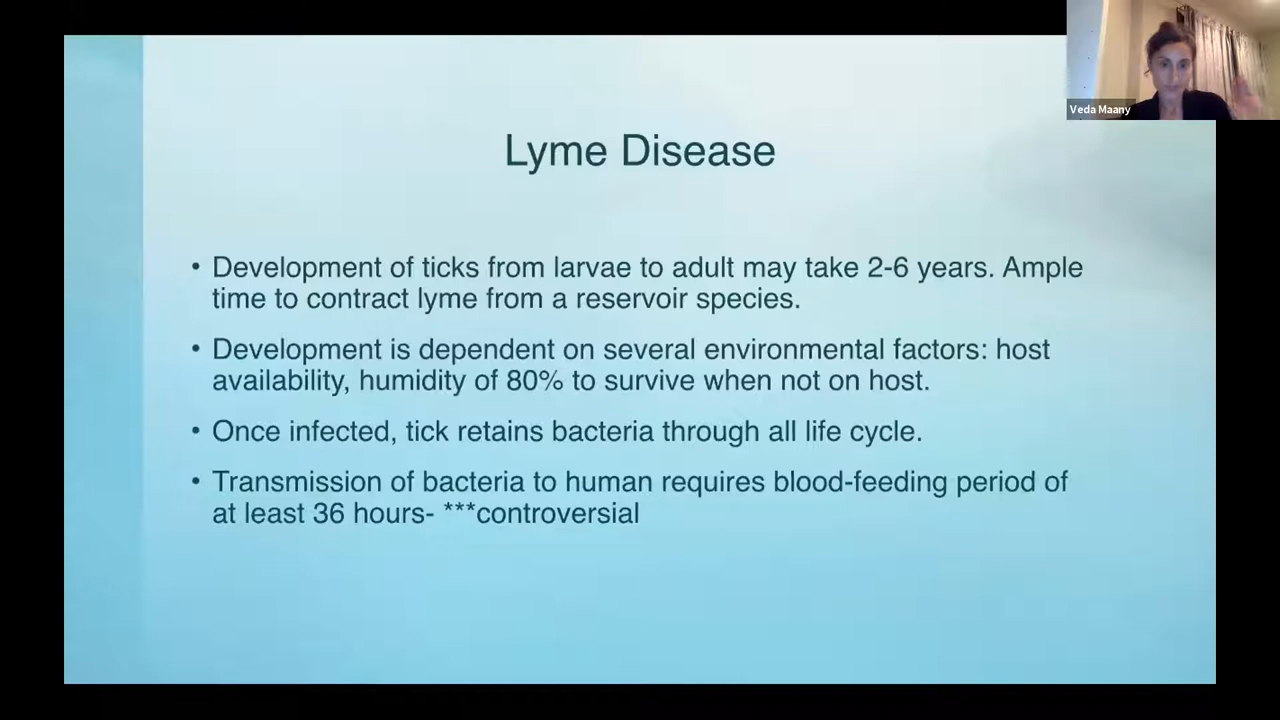 Veda Maany
Lyme Disease
• Development of ticks from larvae to adult may take 2-6 years. Ample
time to contract lyme from a reservoir species.
• Development is dependent on several environmental factors: host
availability, humidity of 80% to survive when not on host.
• Once infected, tick retains bacteria through all life cycle.
• Transmission of bacteria to human requires blood-feeding period of
at least 36 hours- ***controversial